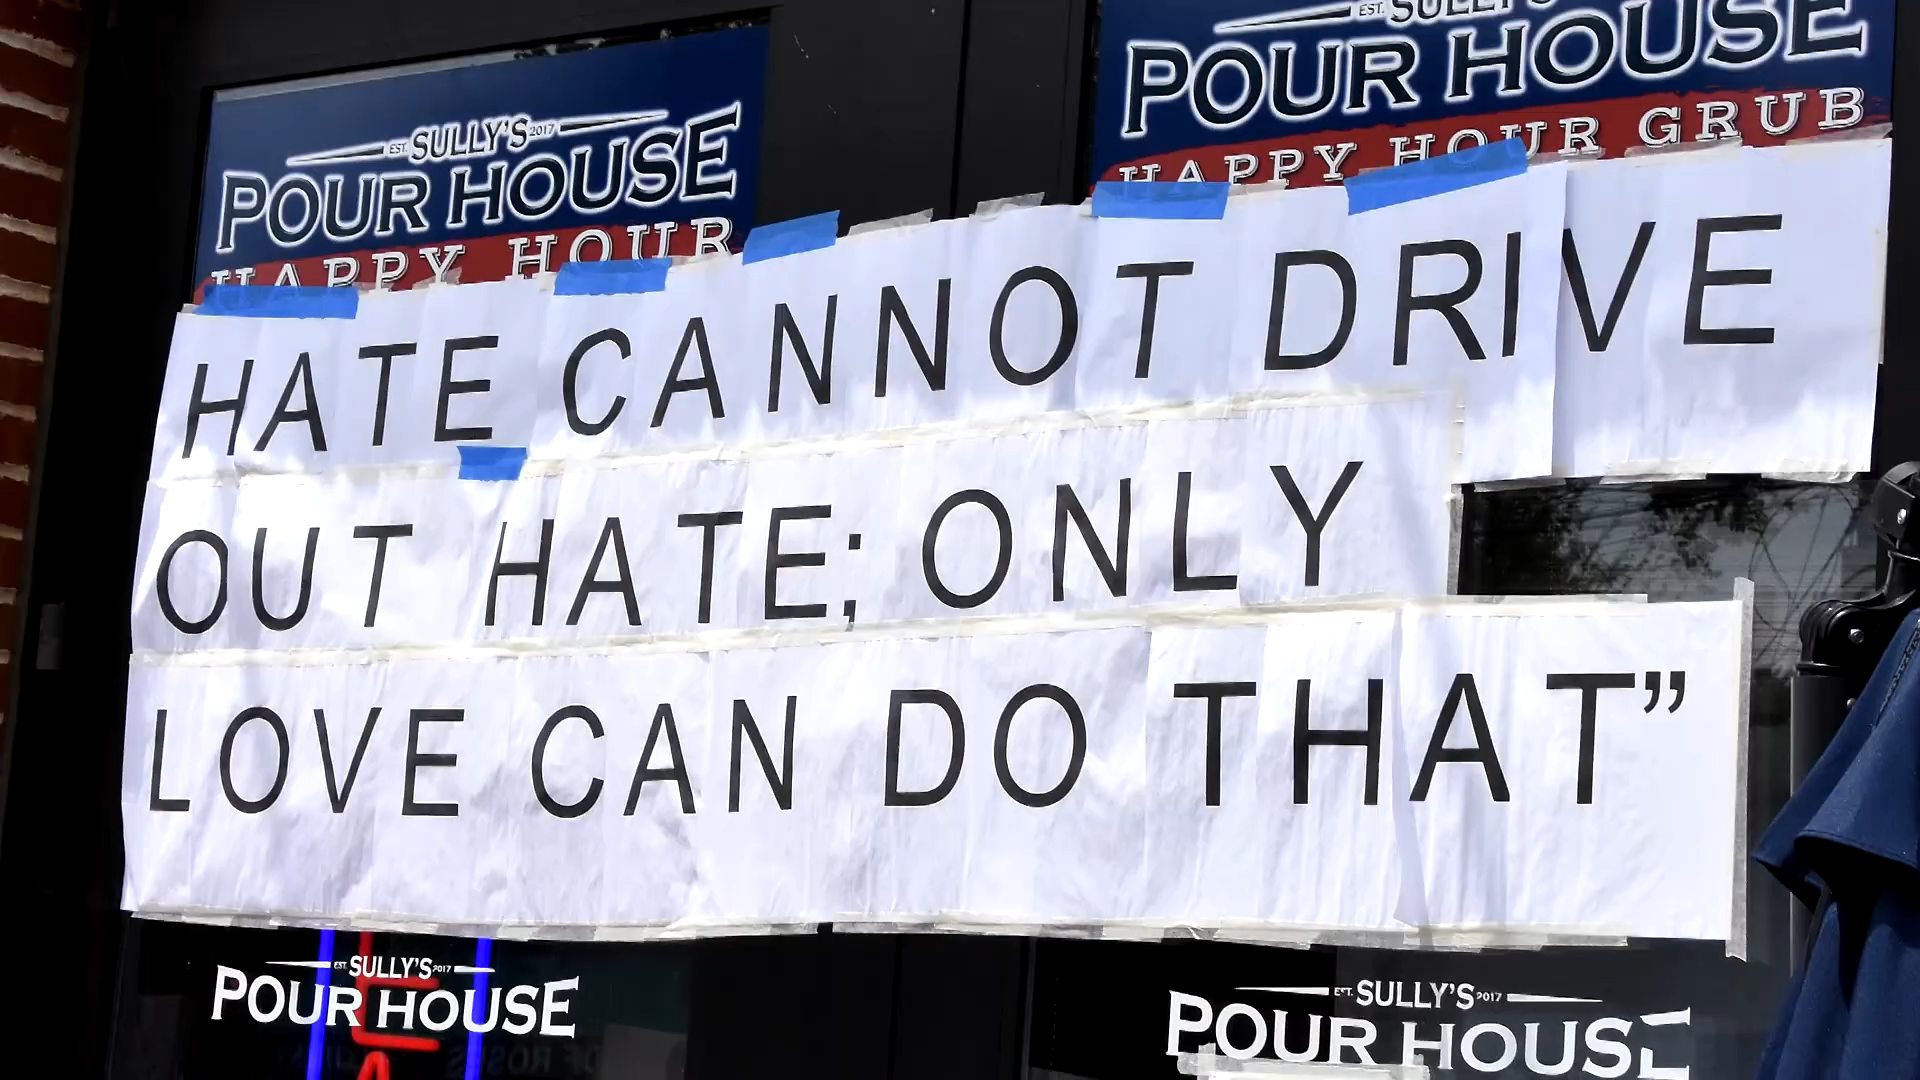 EST. SULLY'S 2017
POUR HOUSE
HAPPY HOUR
EST. SULLY'S
POUR HOUSE
HAPPY HOUR GRUB
HATE CANNOT DRIVE
OUT HATE; ONLY
LOVE CAN DO THAT”
EST. SULLY'S 2017
POUR HOUSE
EST. SULLY'S 2017
POUR HOUSE